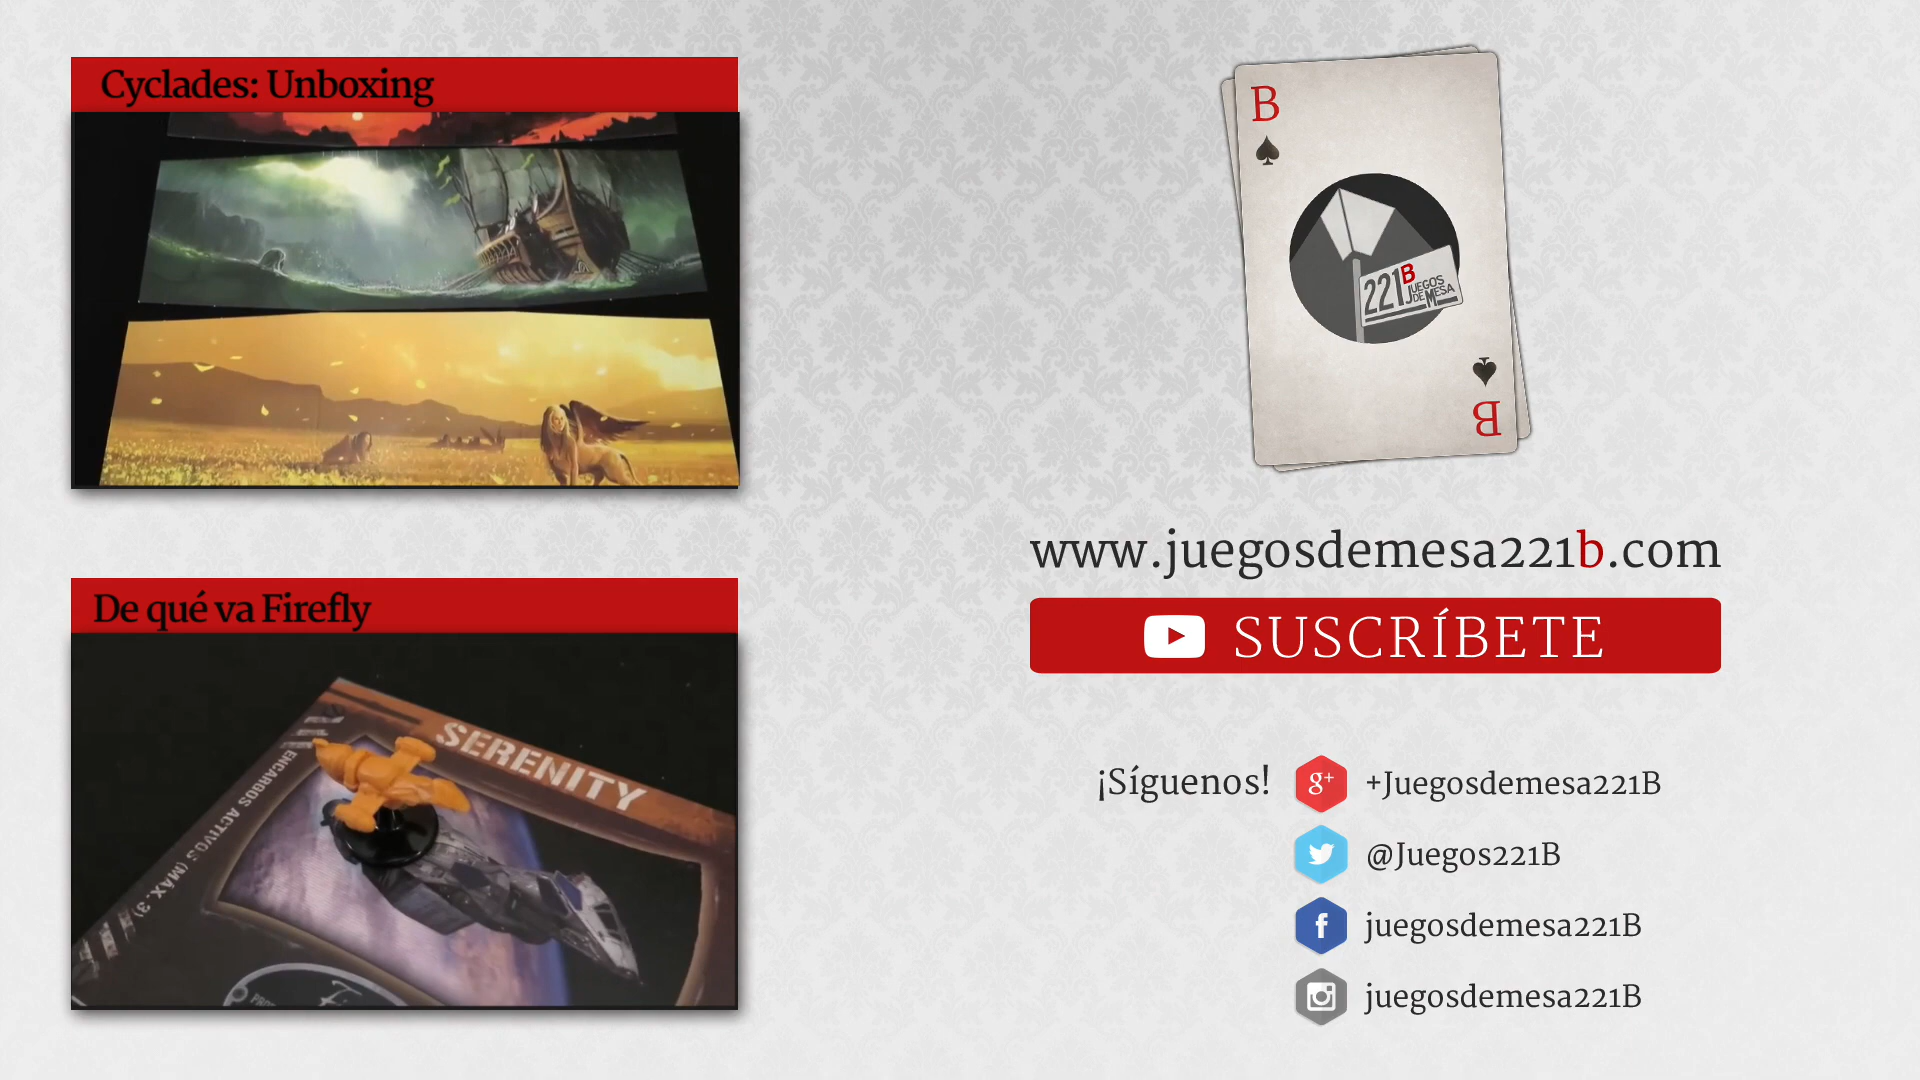 Cyclades: Unboxing
De qué va Firefly
SERENITY
ENCARGOS ACTIVOS (MÁX. 3)
B
221B
JUEGOS
DE MESA
B
www.juegosdemesa221b.com
SUSCRÍBETE
¡Síguenos!
g+ +Juegosdemesa221B
@Juegos221B
f juegosdemesa221B
juegosdemesa221B